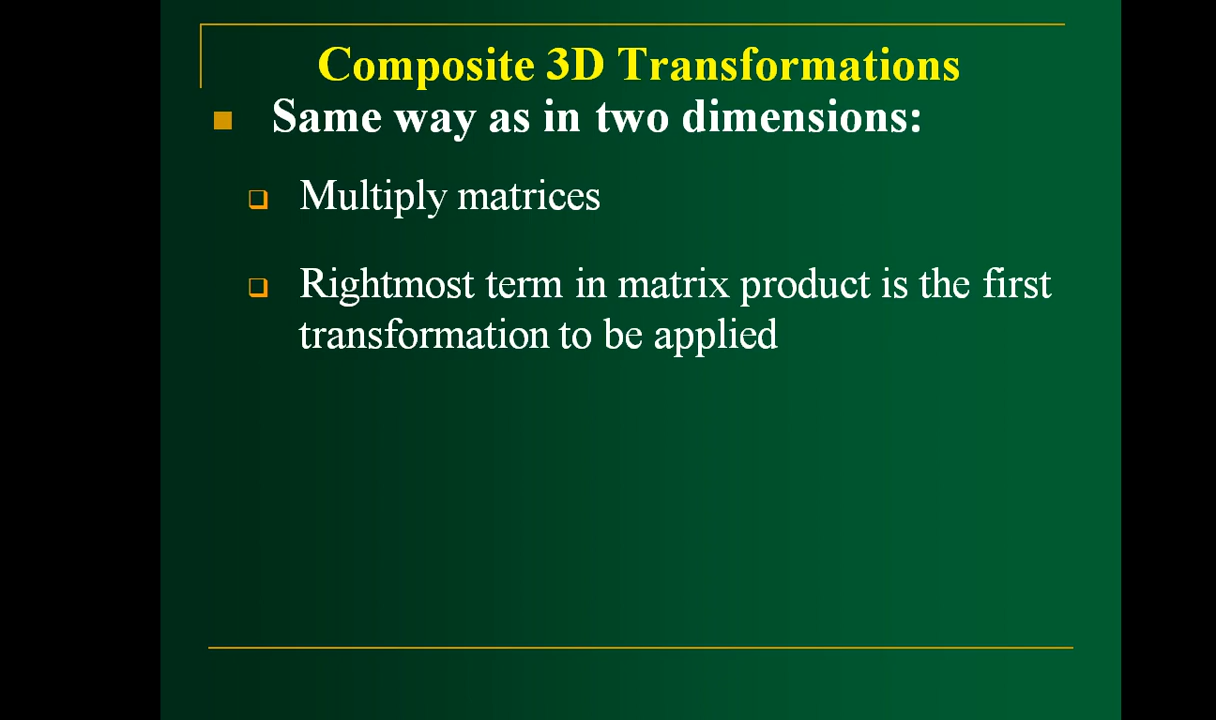 Composite 3D Transformations
Same way as in two dimensions:
Multiply matrices
Rightmost term in matrix product is the first
transformation to be applied